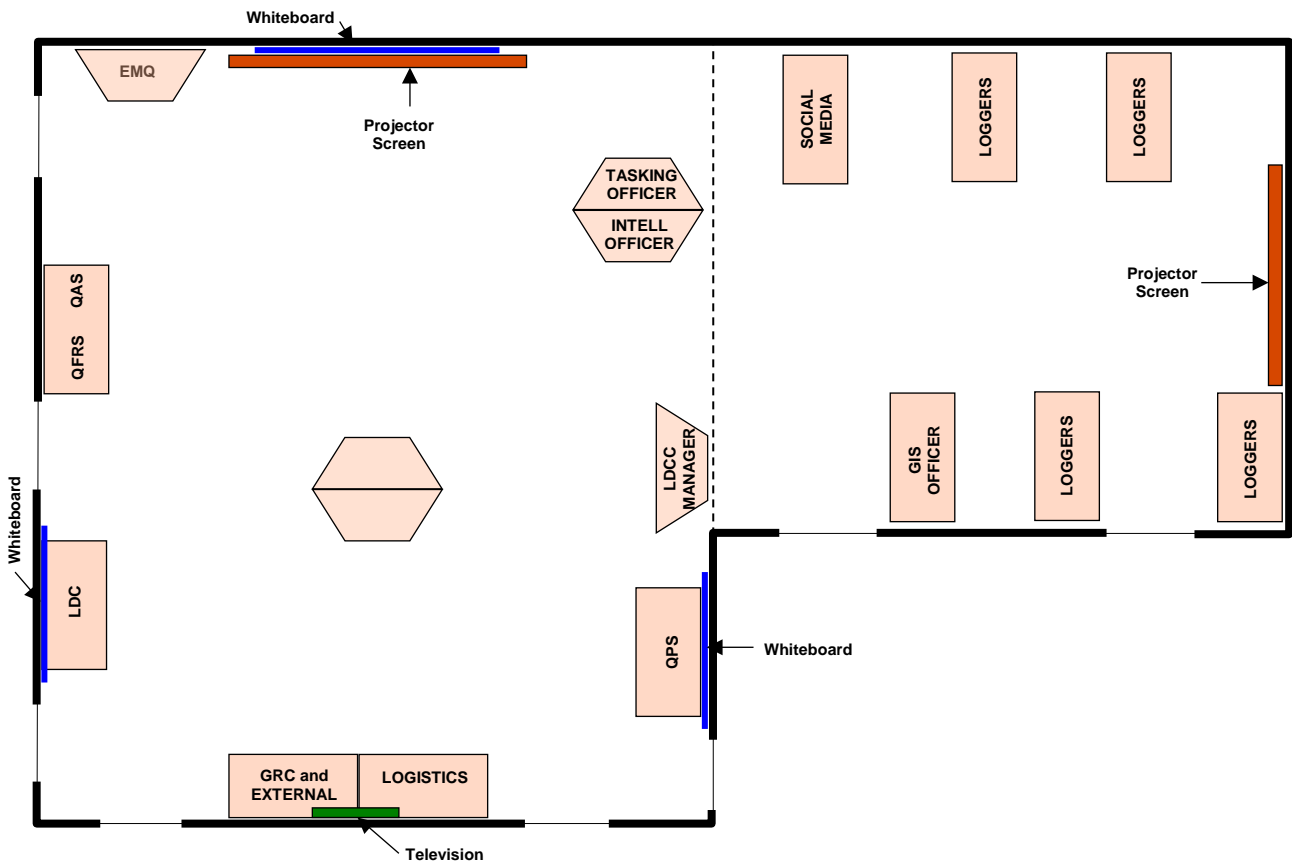 Whiteboard
EMQ
Projector
Screen
SOCIAL
MEDIA
LOGGERS
LOGGERS
TASKING
OFFICER
INTELL
OFFICER
QAS
QFRS
Projector
Screen
LDCC
MANAGER
GIS
OFFICER
LOGGERS
LOGGERS
Whiteboard
LDC
QPS
Whiteboard
GRC and
EXTERNAL
LOGISTICS
Television